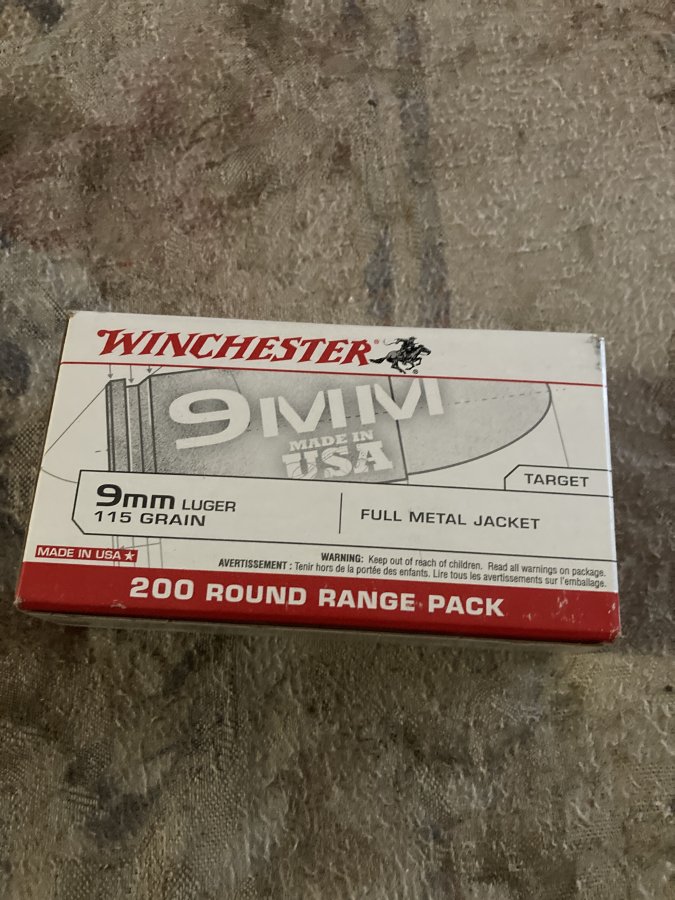 WINCHESTER®
9MM
MADE IN
USA
TARGET
9mm LUGER
115 GRAIN
FULL METAL JACKET
MADE IN USA ★
WARNING: Keep out of reach of children. Read all warnings on package.
AVERTISSEMENT : Tenir hors de la portée des enfants. Lire tous les avertissements sur l'emballage.
200 ROUND RANGE PACK